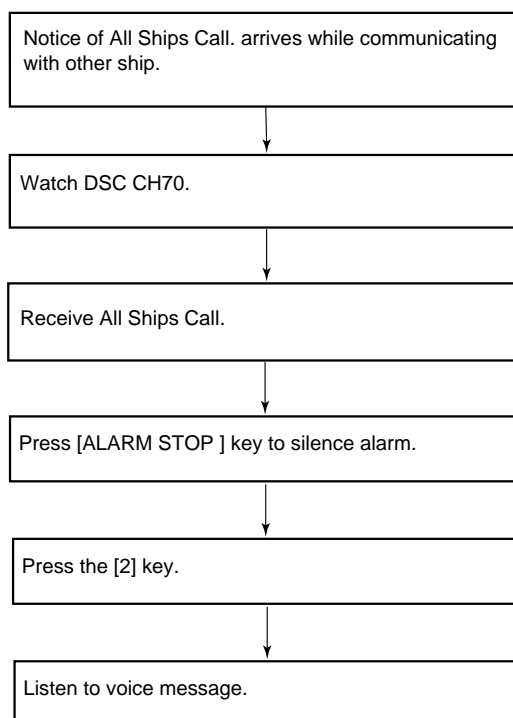 Notice of All Ships Call. arrives while communicating
with other ship.
Watch DSC CH70.
Receive All Ships Call.
Press [ALARM STOP ] key to silence alarm.
Press the [2] key.
Listen to voice message.